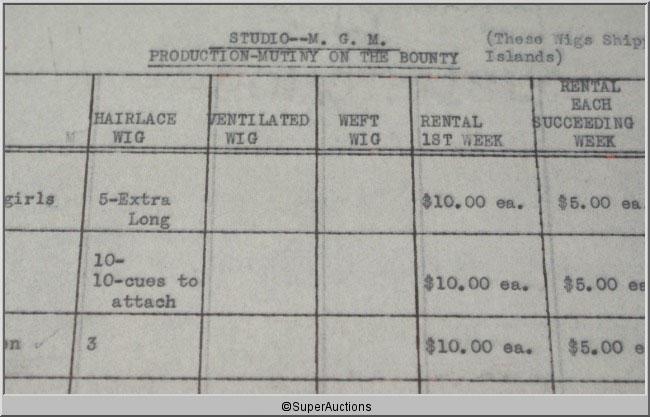 STUDIO--M. G. M.
(These Wigs Ship
PRODUCTION-MUTINY ON THE BOUNTY
Islands)
HAIRLACE WIG
VENTILATED WIG
WEFT WIG
RENTAL 1ST WEEK
RENTAL EACH SUCCEEDING WEEK
girls
5-Extra Long
$10.00 ea.
$5.00 ea
10-
10-cues to attach
$10.00 ea.
$5.00 e
3
$10.00 ea.
$5.00 e
©SuperAuctions